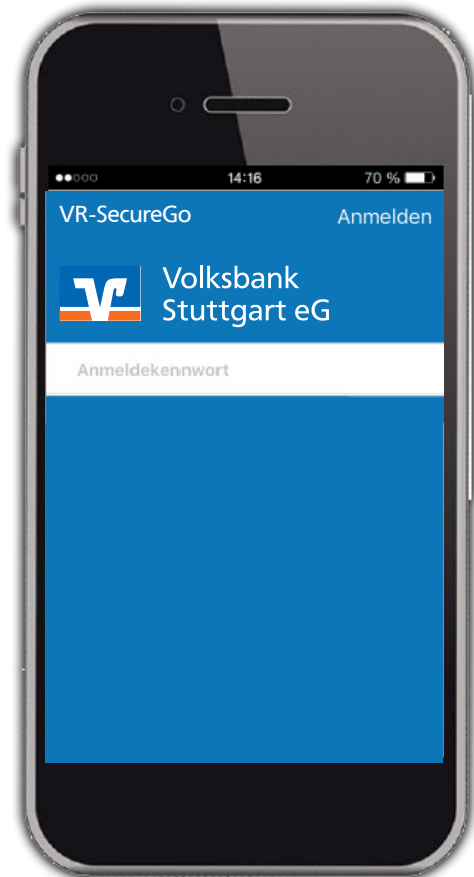 14:16
70 %
VR-SecureGo
Anmelden
Volksbank
Stuttgart eG
Anmeldekennwort